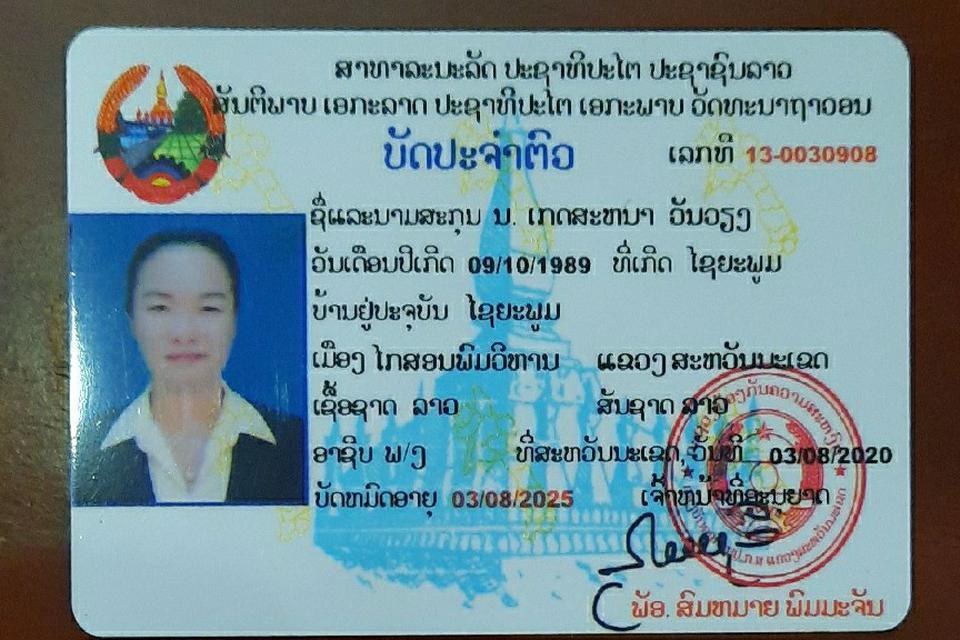 ສາທາລະນະລັດ ປະຊາທິປະໄຕ ປະຊາຊົນລາວ
ສັນຕິພາບ ເອກະລາດ ປະຊາທິປະໄຕ ເອກະພາບ ວັດທະນາຖາວອນ
ບັດປະຈຳຕົວ ເລກທີ 13-0030908
ຊື່ແລະນາມສະກຸນ ນ. ເກດສະຫນາ ວັນວຽງ
ວັນເດືອນປີເກີດ 09/10/1989 ທີ່ເກີດ ໄຊຍະພູມ
ບ້ານຢູ່ປະຈຸບັນ ໄຊຍະພູມ
ເມືອງ ໄກສອນພົມວິຫານ ແຂວງ ສະຫວັນນະເຂດ
ເຊື້ອຊາດ ລາວ ສັນຊາດ ລາວ
ອາຊີບ ພ/ງ ທີ່ສະຫວັນນະເຂດ, ວັນທີ 03/08/2020
ບັດຫມົດອາຍຸ 03/08/2025 ເຈົ້າຫນ້າທີ່ອະນຸຍາດ
ພັອ. ສົມຫມາຍ ພົມມະຈັນ